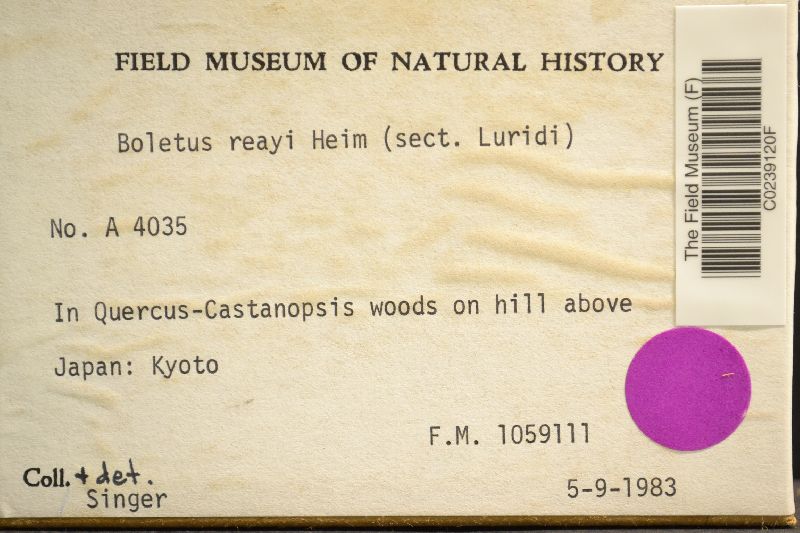 FIELD MUSEUM OF NATURAL HISTORY
Boletus reayi Heim (sect. Luridi)
No. A 4035
In Quercus-Castanopsis woods on hill above
Japan: Kyoto
F.M. 1059111
Coll. + det.
Singer
5-9-1983
The Field Museum (F)
C0239120F